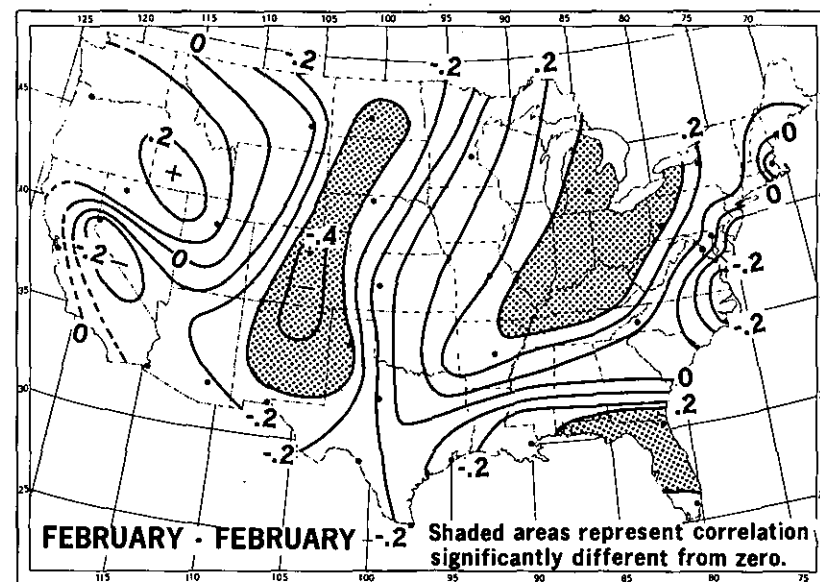 125 120 115 110 105 100 95 90 85 80 75 70
0 -.2 -.2 .2
45
.2 .2
0
40
0
-.4
-.2 0 -.2
35
0 -.2
30
0
-.2 .2
-.2 -.2
25
FEBRUARY - FEBRUARY -.2 Shaded areas represent correlation
significantly different from zero.
115 110 105 100 95 90 85 80 75